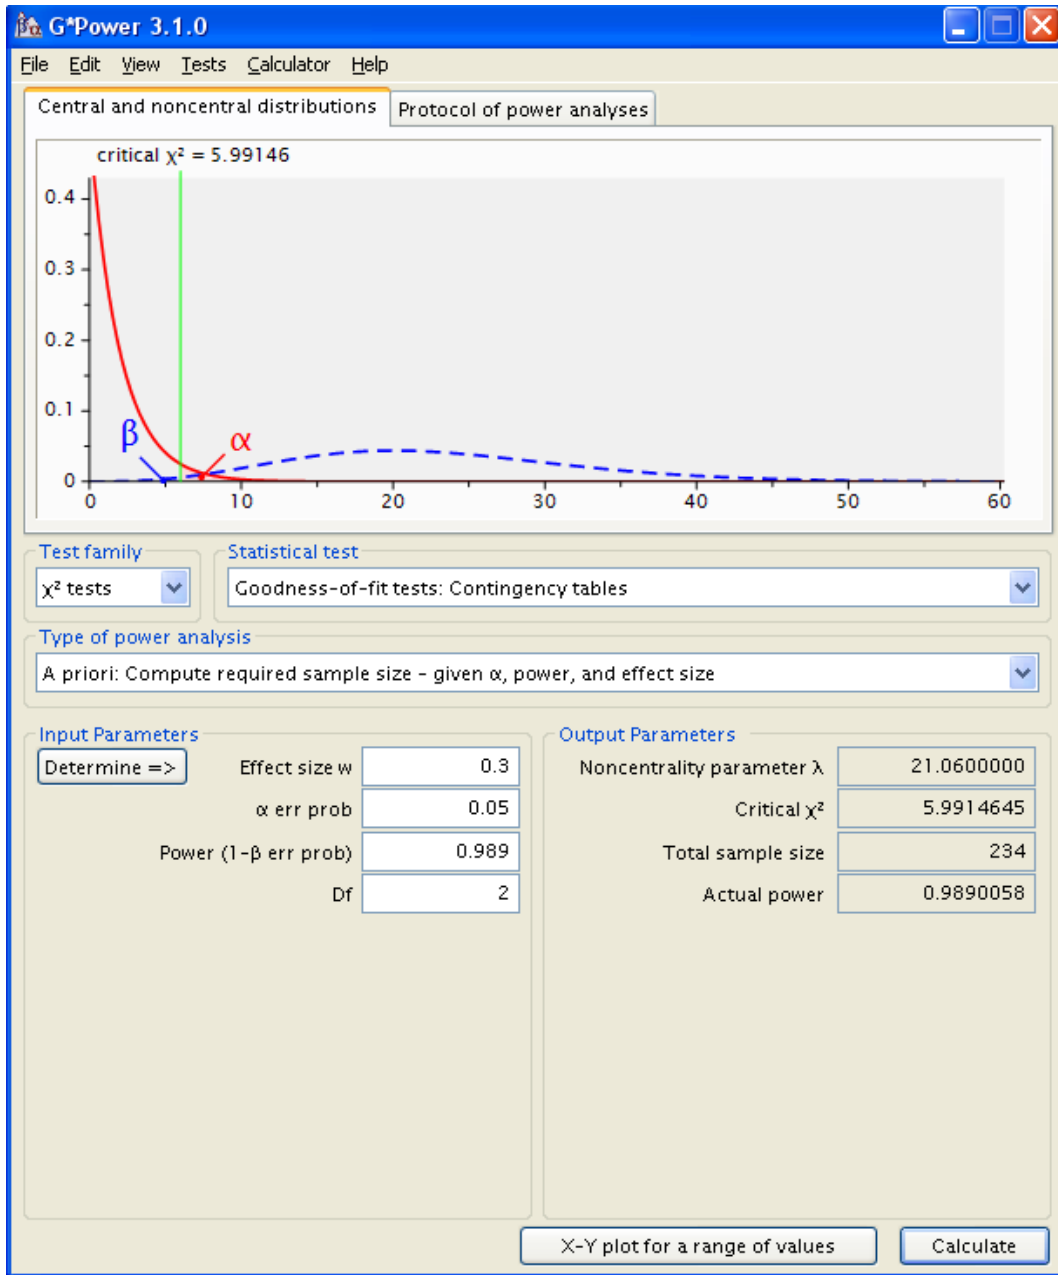 G*Power 3.1.0
File Edit View Tests Calculator Help
Central and noncentral distributions Protocol of power analyses
critical χ² = 5.99146
0.4
0.3
0.2
0.1
β α
0
0 10 20 30 40 50 60
Test family Statistical test
χ² tests Goodness-of-fit tests: Contingency tables
Type of power analysis
A priori: Compute required sample size - given α, power, and effect size
Input Parameters Output Parameters
Determine => Effect size w 0.3 Noncentrality parameter λ 21.0600000
α err prob 0.05 Critical χ² 5.9914645
Power (1-β err prob) 0.989 Total sample size 234
Df 2 Actual power 0.9890058
X-Y plot for a range of values Calculate